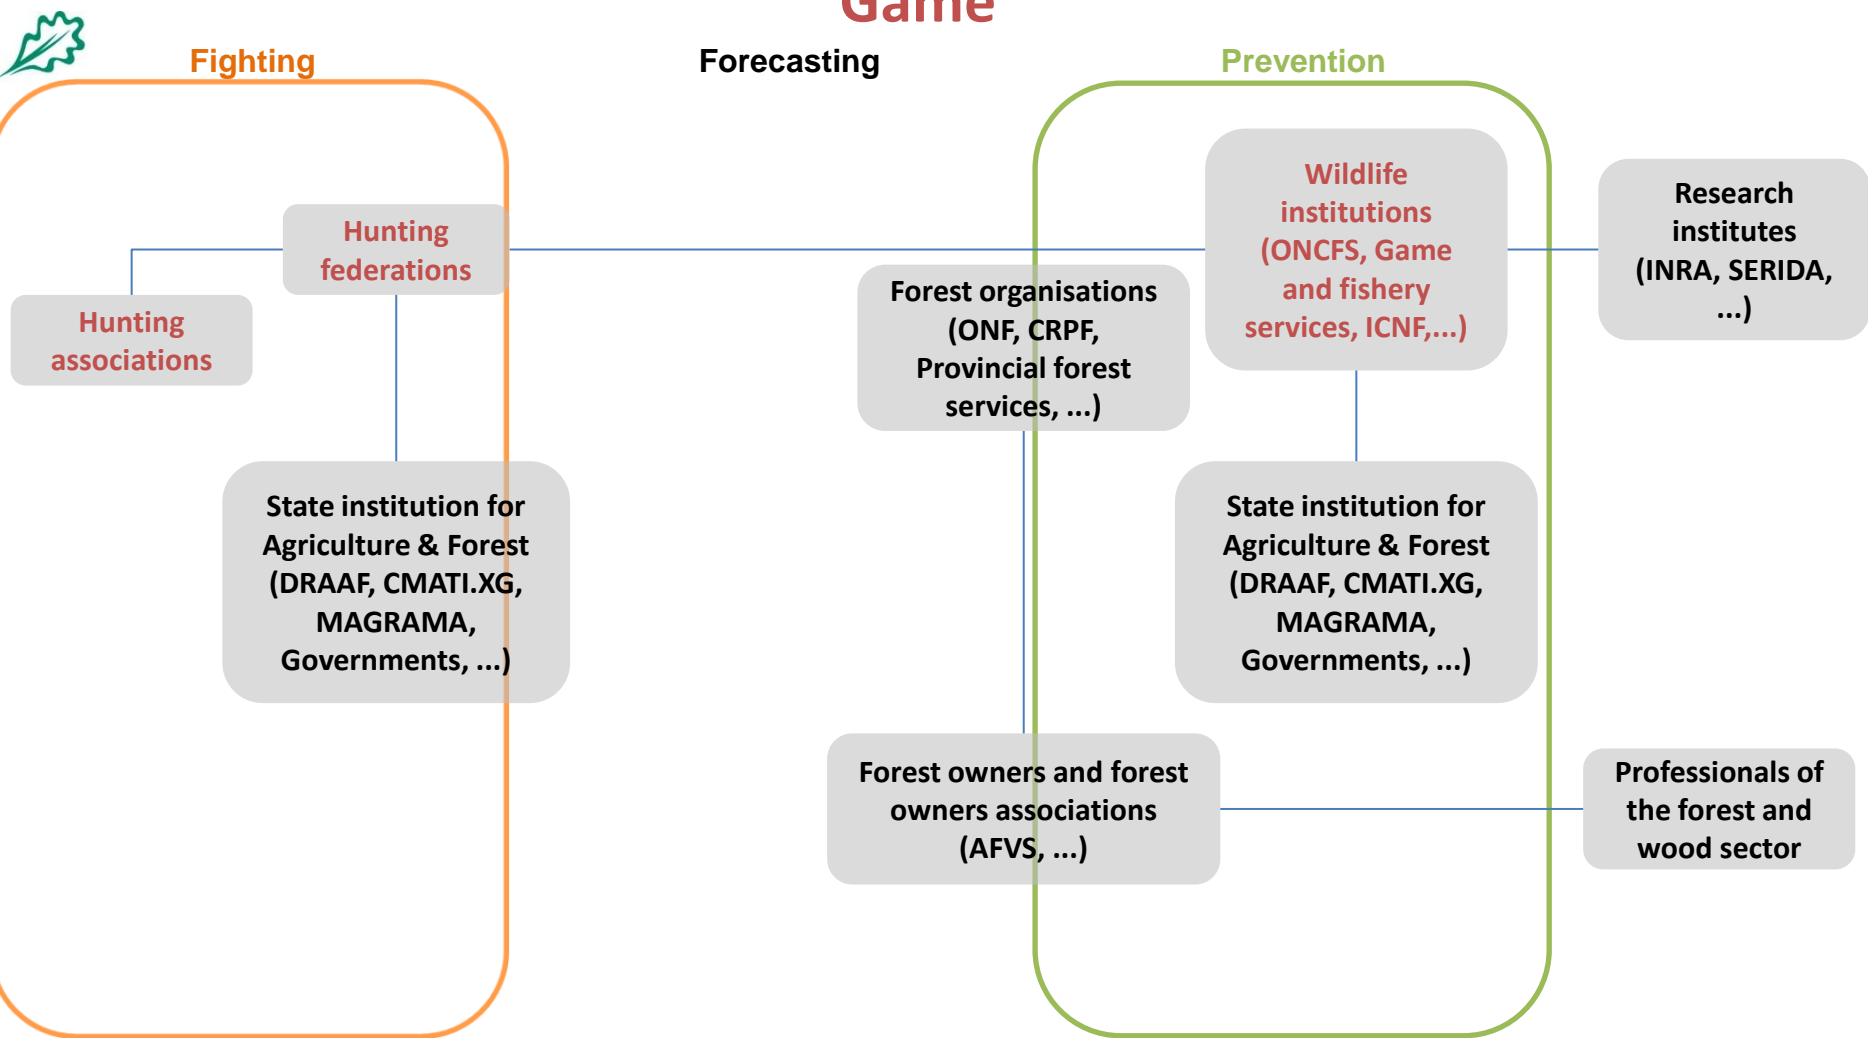 Game
Fighting
Forecasting
Prevention
Hunting
federations
Hunting
associations
State institution for
Agriculture & Forest
(DRAAF, CMATI.XG,
MAGRAMA,
Governments, ...)
Forest organisations
(ONF, CRPF,
Provincial forest
services, ...)
Wildlife
institutions
(ONCFS, Game
and fishery
services, ICNF,...)
Research
institutes
(INRA, SERIDA,
...)
State institution for
Agriculture & Forest
(DRAAF, CMATI.XG,
MAGRAMA,
Governments, ...)
Forest owners and forest
owners associations
(AFVS, ...)
Professionals of
the forest and
wood sector